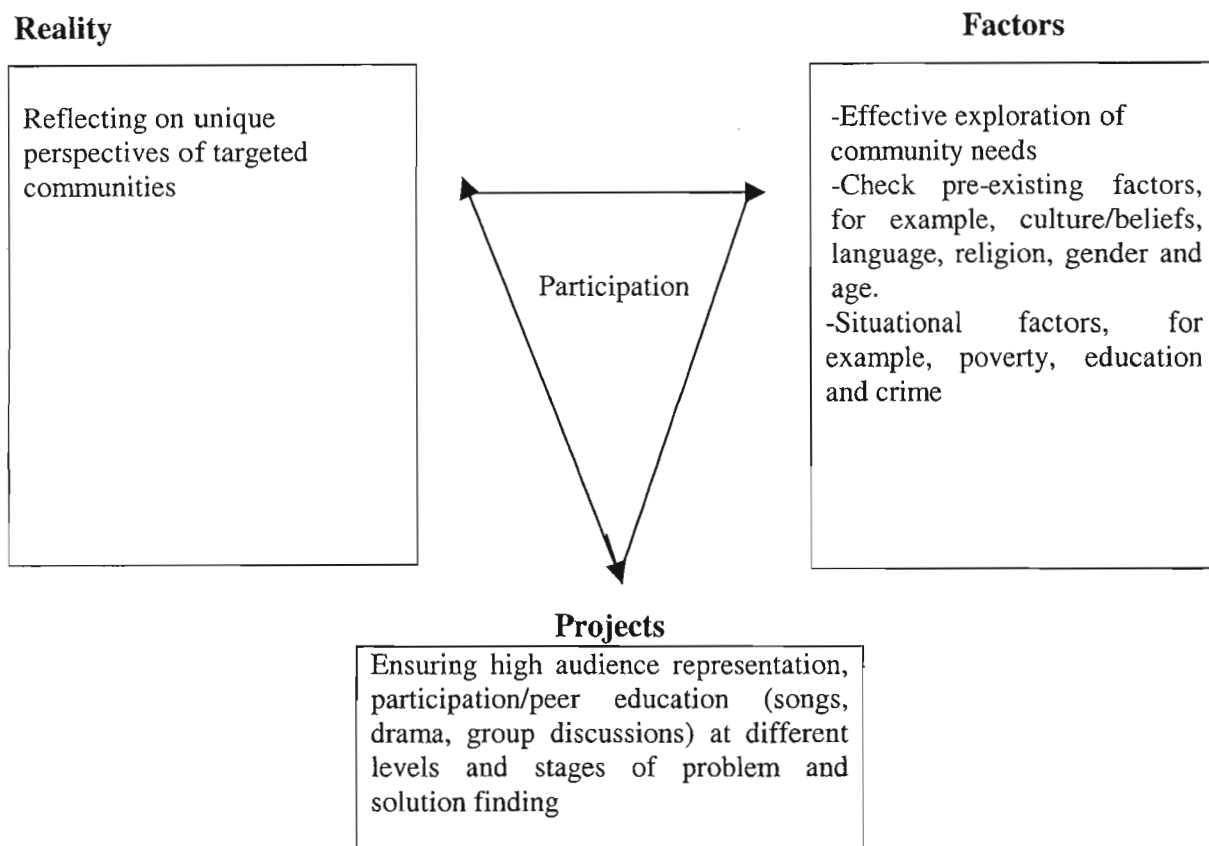 Reality
Reflecting on unique
perspectives of targeted
communities
Factors
-Effective exploration of
community needs
-Check pre-existing factors,
for example, culture/beliefs,
language, religion, gender and
age.
-Situational factors, for
example, poverty, education
and crime
Participation
Projects
Ensuring high audience representation,
participation/peer education (songs,
drama, group discussions) at different
levels and stages of problem and
solution finding